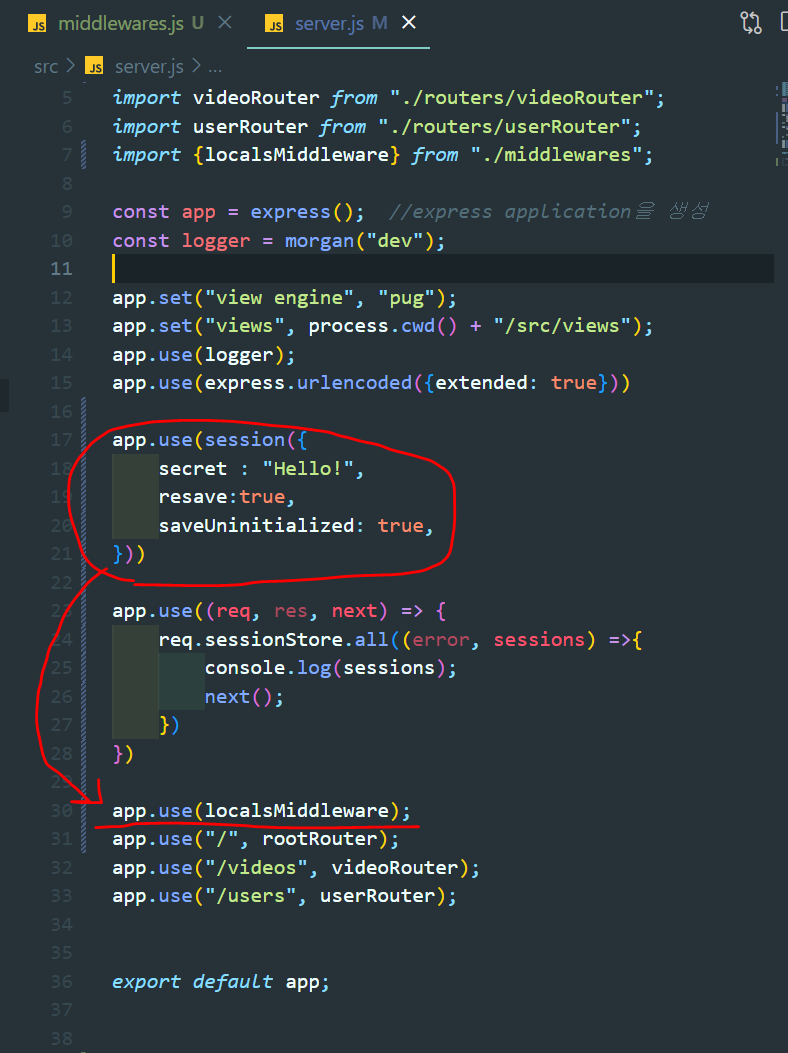 JS middlewares.js U ×
JS server.js M ×
src > JS server.js > ...
5 import videoRouter from "./routers/videoRouter";
6 import userRouter from "./routers/userRouter";
7 import {localsMiddleware} from "./middlewares";
8
9 const app = express();  //express application을 생성
10 const logger = morgan("dev");
11
12 app.set("view engine", "pug");
13 app.set("views", process.cwd() + "/src/views");
14 app.use(logger);
15 app.use(express.urlencoded({extended: true}))
16
17 app.use(session({
18     secret : "Hello!",
19     resave:true,
20     saveUninitialized: true,
21 }))
22
23 app.use((req, res, next) => {
24     req.sessionStore.all((error, sessions) =>{
25         console.log(sessions);
26         next();
27     })
28 })
29
30 app.use(localsMiddleware);
31 app.use("/", rootRouter);
32 app.use("/videos", videoRouter);
33 app.use("/users", userRouter);
34
35
36 export default app;
37
38